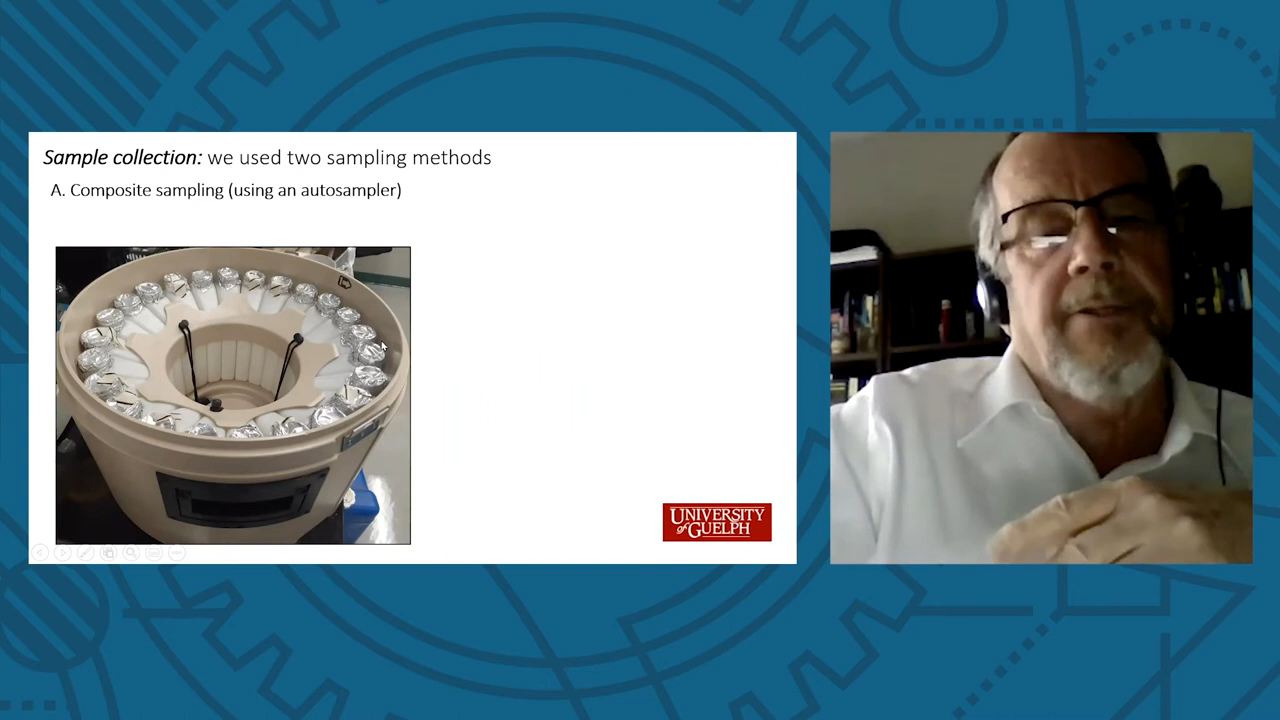 Sample collection: we used two sampling methods
A. Composite sampling (using an autosampler)
UNIVERSITY
of GUELPH